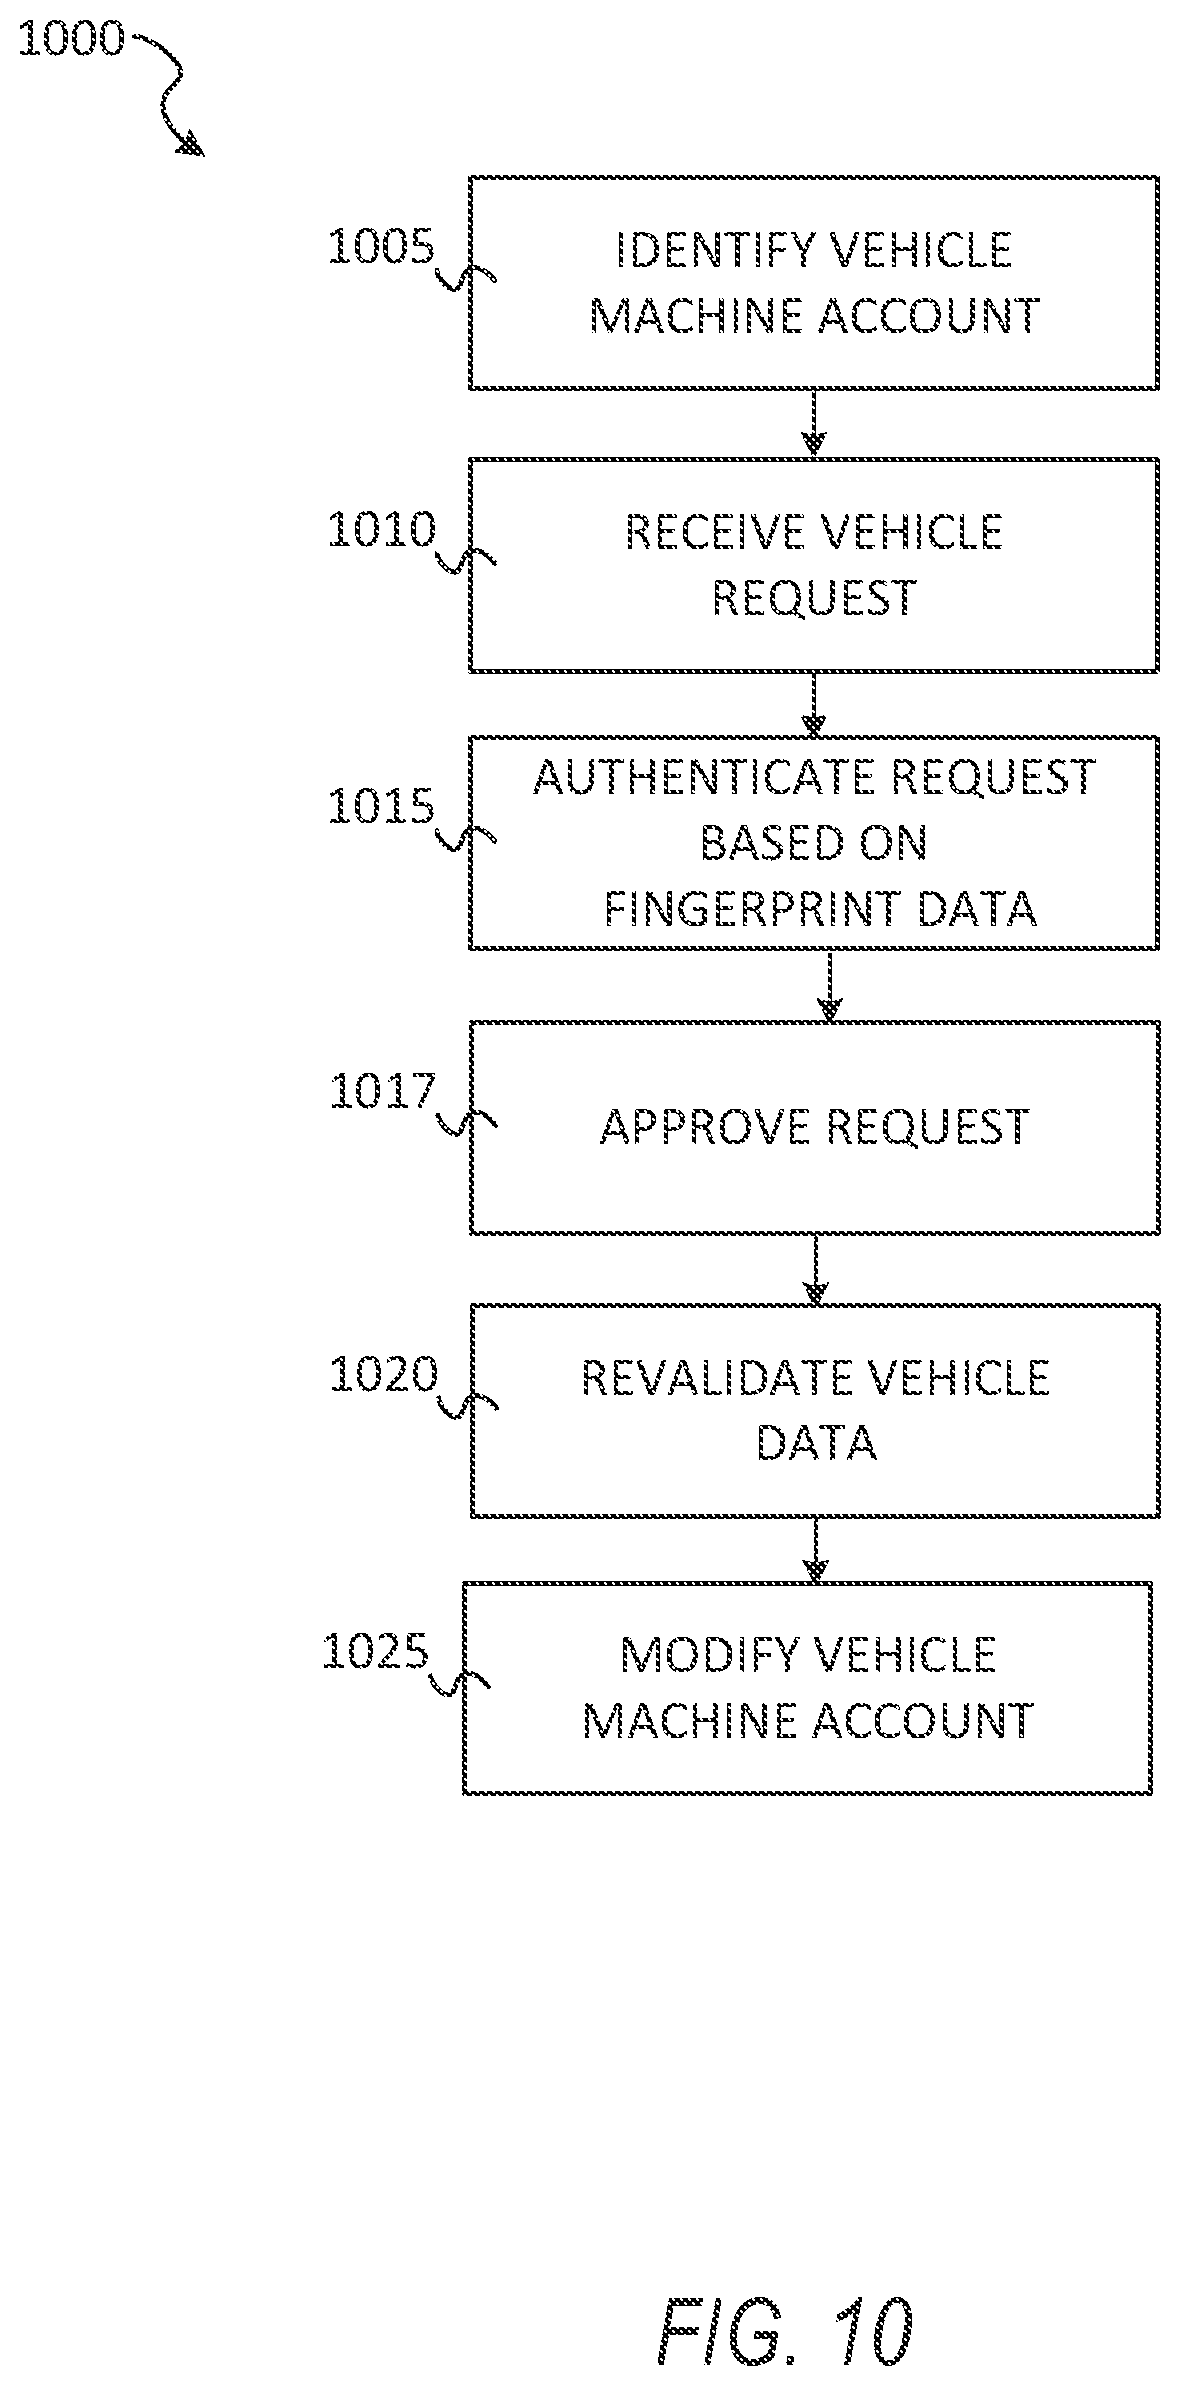 1000
1005
IDENTIFY VEHICLE
MACHINE ACCOUNT
1010
RECEIVE VEHICLE
REQUEST
1015
AUTHENTICATE REQUEST
BASED ON
FINGERPRINT DATA
1017
APPROVE REQUEST
1020
REVALIDATE VEHICLE
DATA
1025
MODIFY VEHICLE
MACHINE ACCOUNT
FIG. 10